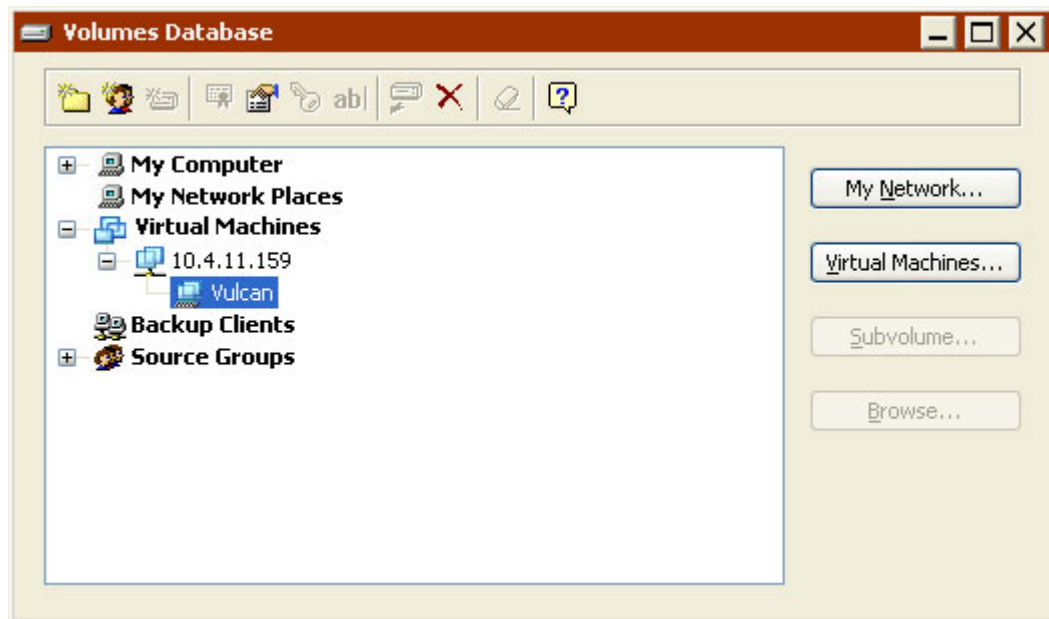 Volumes Database
ab|
My Computer
My Network Places
Virtual Machines
10.4.11.159
Vulcan
Backup Clients
Source Groups
My Network...
Virtual Machines...
Subvolume...
Browse...